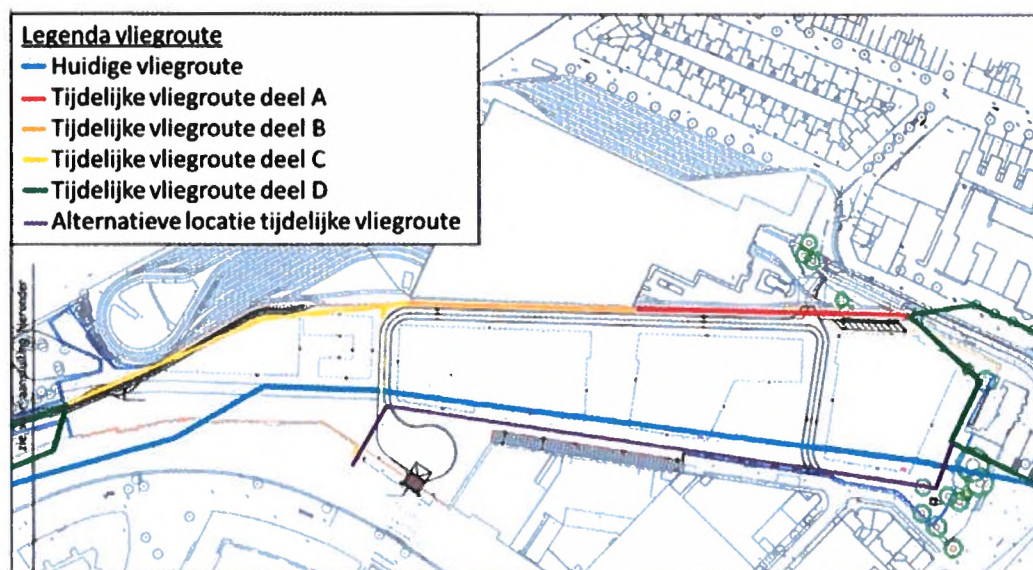 Legenda vliegroute
Huidige vliegroute
Tijdelijke vliegroute deel A
Tijdelijke vliegroute deel B
Tijdelijke vliegroute deel C
Tijdelijke vliegroute deel D
Alternatieve locatie tijdelijke vliegroute
hieronder